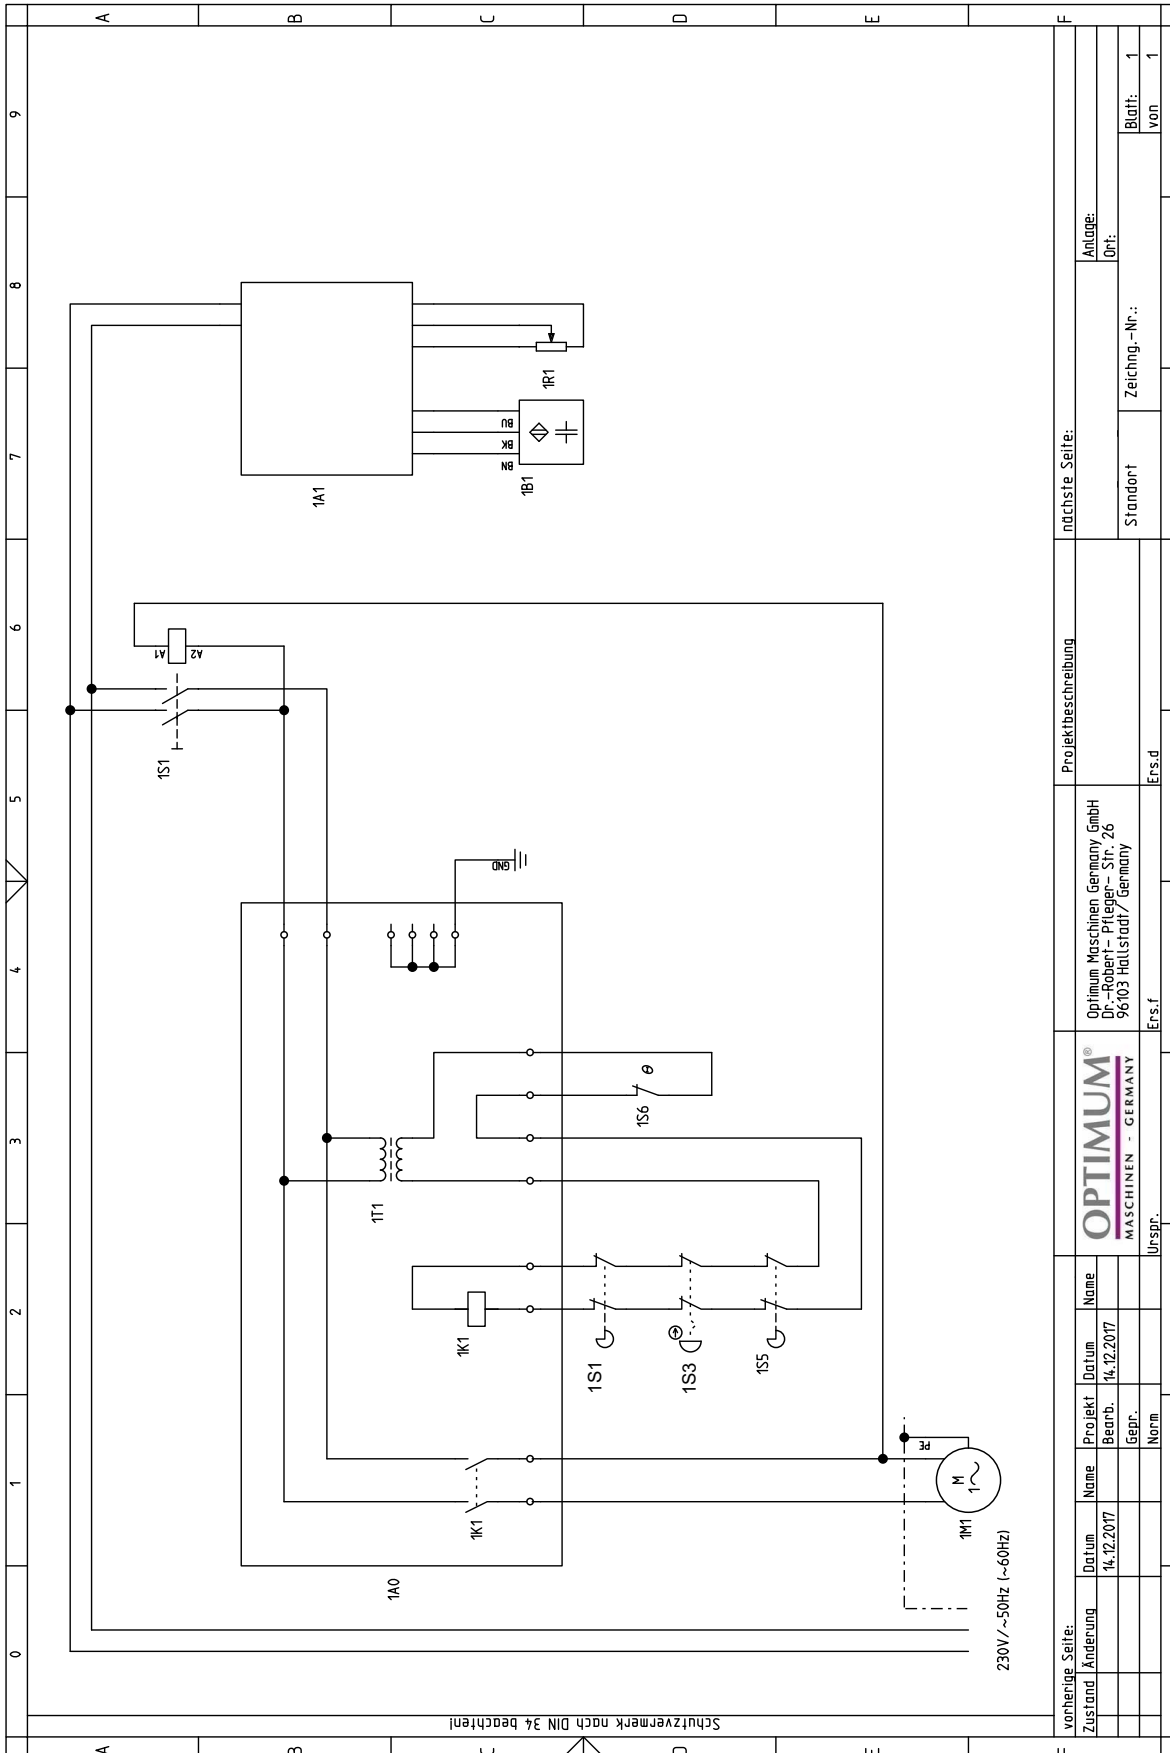 0 1 2 3 4 5 6 7 8 9
A B C D E F
A
Schutzvermerk nach DIN 34 beachten!
1S1
A1
A2
1A1
1A0
1K1
1K1
1T1
GND
BN
BK
BU
1B1
1R1
1S1
1S3
1S5
1S6
θ
PE
M
1~
1M1
230V/~50Hz (~60Hz)
vorherige Seite:
Projektbeschreibung
nächste Seite:
Zustand
Änderung
Datum
Name
Projekt
Datum
Name
14.12.2017
Bearb.
14.12.2017
Gepr.
Norm
OPTIMUM®
MASCHINEN - GERMANY
Urspr.
Optimum Maschinen Germany GmbH
Dr.-Robert- Pfleger- Str. 26
96103 Hallstadt/ Germany
Ers.f
Ers.d
Anlage:
Ort:
Standort
Zeichng.-Nr.:
Blatt: 1
von 1